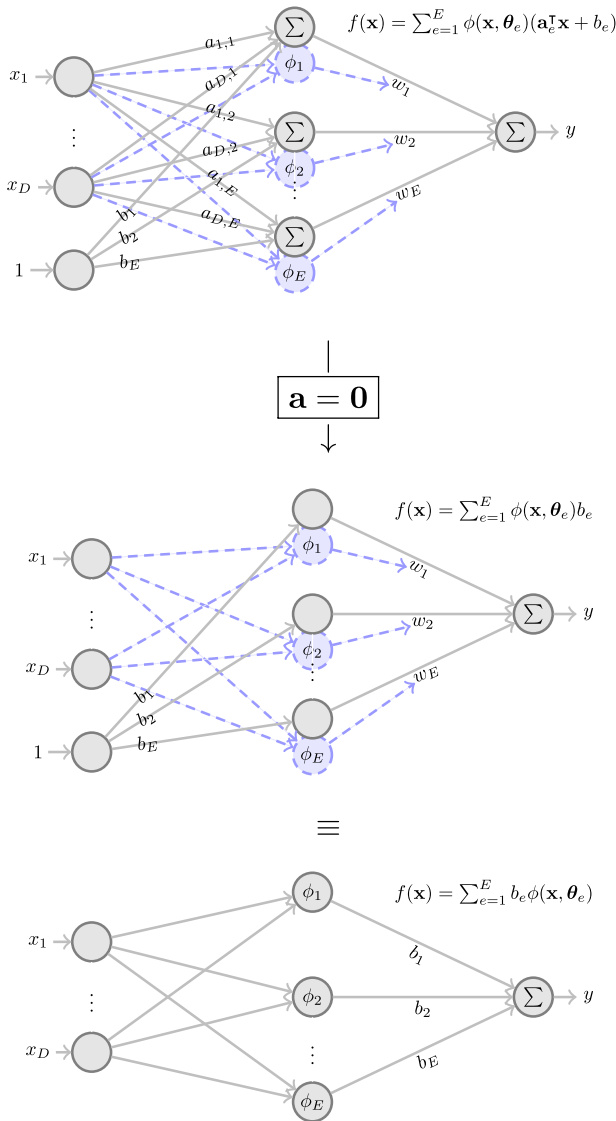 f(𝐱) = ∑_{e=1}^{E} ϕ(𝐱, 𝜽_e)(𝐚_e^⊺𝐱 + b_e)
∑
a_{1,1}
ϕ_1
x_1
a_{D,1}
w_1
a_{1,2}
∑
∑
y
⋮
a_{D,2}
w_2
ϕ_2
x_D
a_{1,E}
⋮
w_E
b_1
a_{D,E}
b_2
∑
b_E
1
ϕ_E
𝐚 = 𝟎
f(𝐱) = ∑_{e=1}^{E} ϕ(𝐱, 𝜽_e)b_e
ϕ_1
x_1
w_1
⋮
∑
y
w_2
ϕ_2
x_D
⋮
w_E
b_1
b_2
b_E
1
ϕ_E
≡
ϕ_1
f(𝐱) = ∑_{e=1}^{E} b_eϕ(𝐱, 𝜽_e)
x_1
b_1
⋮
ϕ_2
∑
y
b_2
x_D
⋮
b_E
ϕ_E